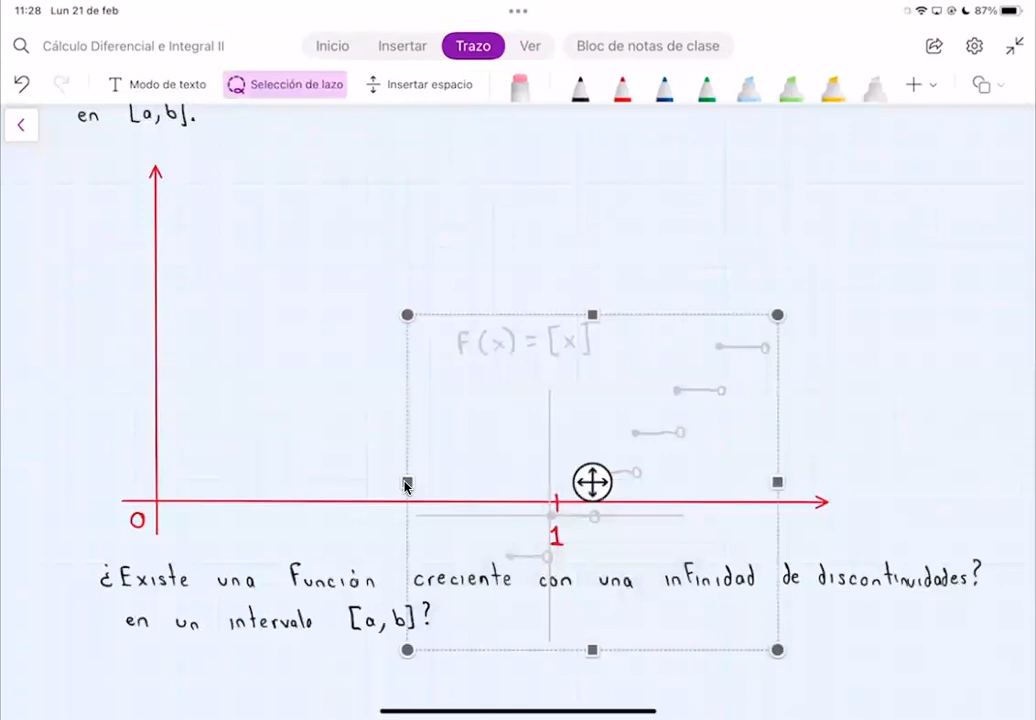 11:28 Lun 21 de feb
87%
Cálculo Diferencial e Integral II
Inicio Insertar Trazo Ver Bloc de notas de clase
Modo de texto Selección de lazo Insertar espacio
en [a,b].
F(x) = [x]
0
1
¿Existe una función creciente con una infinidad de discontinuidades?
en un intervalo [a,b]?